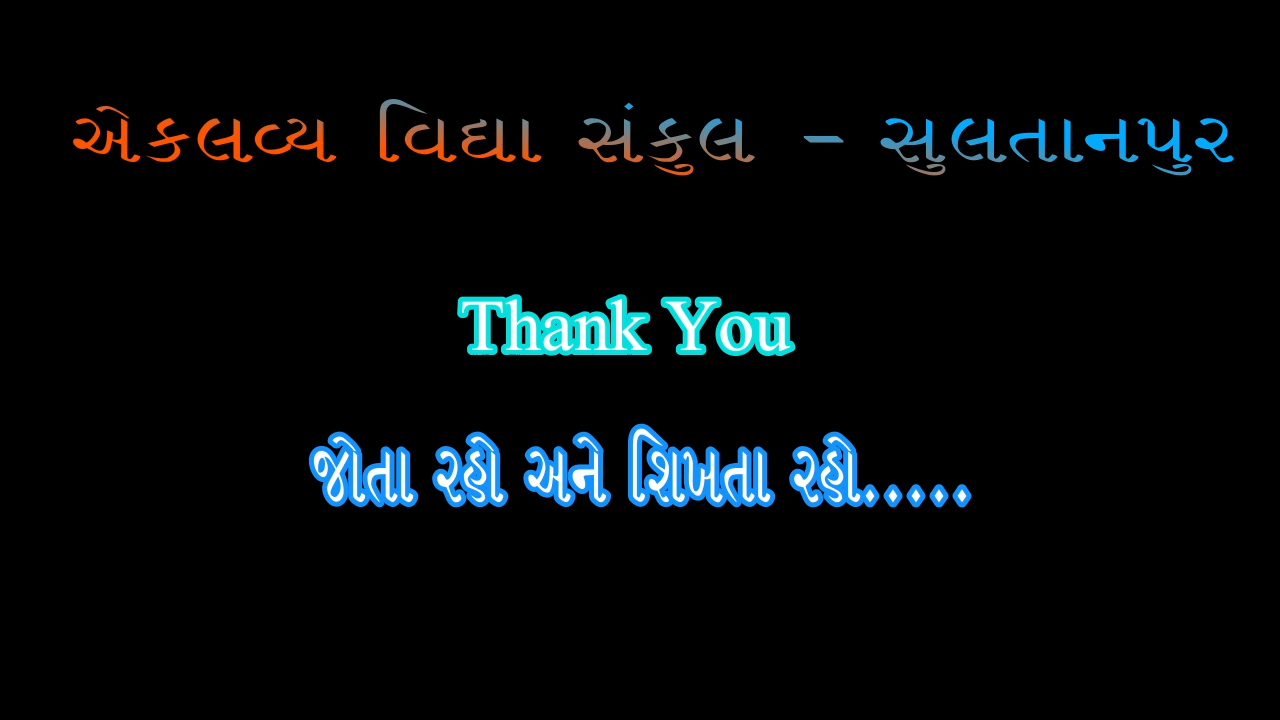 એકલવ્ય વિદ્યા સંકુલ - સુલતાનપુર
Thank You
જોતા રહો અને શિખતા રહો.....